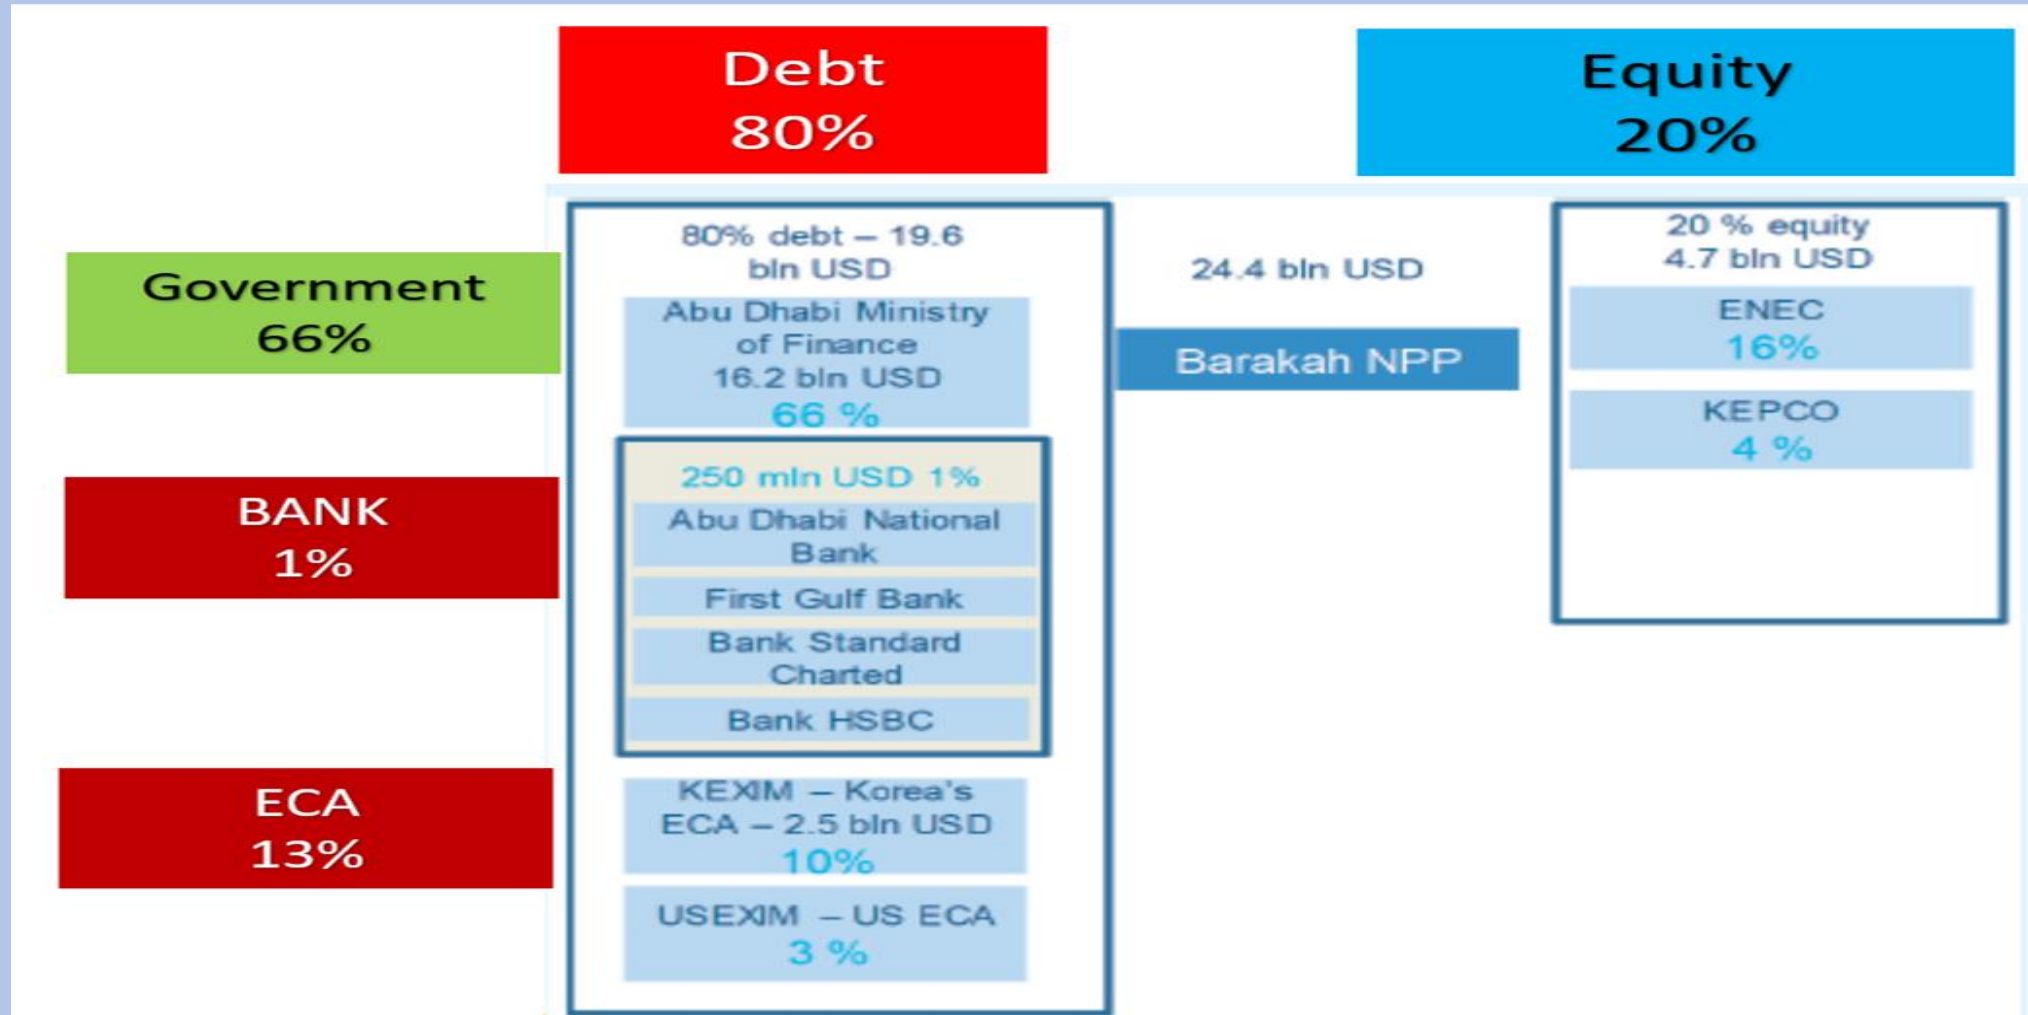 Debt
80%
Equity
20%
Government
66%
BANK
1%
ECA
13%
80% debt – 19.6
bln USD
Abu Dhabi Ministry
of Finance
16.2 bln USD
66 %
250 mln USD 1%
Abu Dhabi National
Bank
First Gulf Bank
Bank Standard
Charted
Bank HSBC
KEXIM – Korea's
ECA – 2.5 bln USD
10%
USEXIM – US ECA
3 %
24.4 bln USD
Barakah NPP
20 % equity
4.7 bln USD
ENEC
16%
KEPCO
4 %